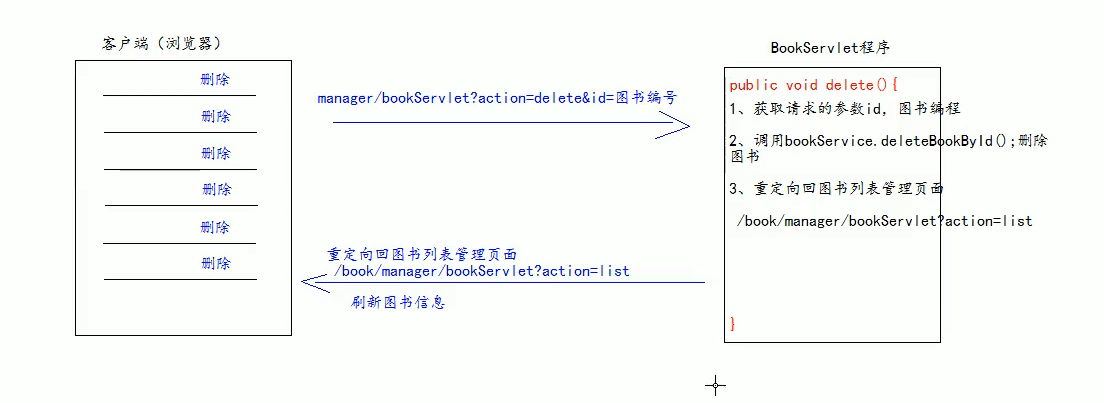 客户端（浏览器）
删除
删除
删除
删除
删除
删除
manager/bookServlet?action=delete&id=图书编号
重定向回图书列表管理页面
/book/manager/bookServlet?action=list
刷新图书信息
BookServlet程序
public void delete(){
1、获取请求的参数id，图书编程
2、调用bookService.deleteBookById();删除
图书
3、重定向回图书列表管理页面
/book/manager/bookServlet?action=list
}